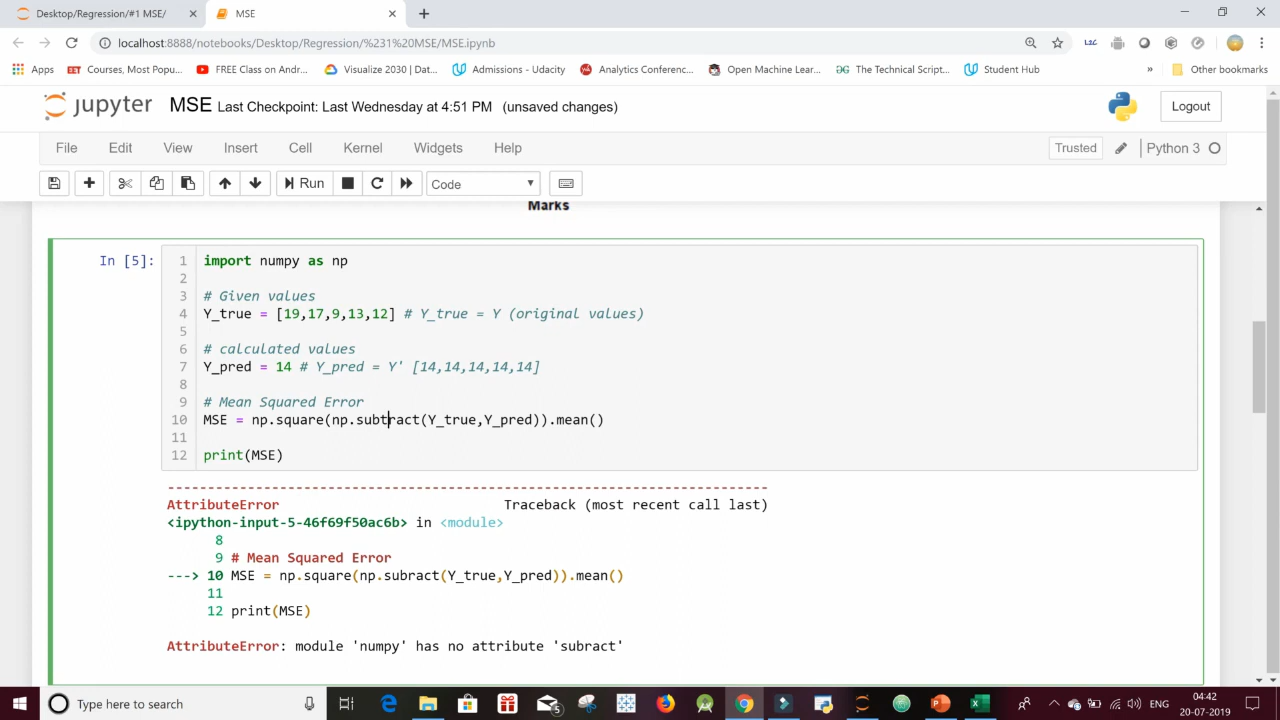 Desktop/Regression/#1 MSE/
MSE
localhost:8888/notebooks/Desktop/Regression/%231%20MSE/MSE.ipynb
Apps
Courses, Most Popu...
FREE Class on Andr...
Visualize 2030 | Dat...
Admissions - Udacity
Analytics Conferenc...
Open Machine Lear...
The Technical Script...
Student Hub
»
Other bookmarks
jupyter MSE Last Checkpoint: Last Wednesday at 4:51 PM (unsaved changes)
Logout
File Edit View Insert Cell Kernel Widgets Help
Trusted
Python 3
Run
Code
Marks
In [5]:
1 import numpy as np
2
3 # Given values
4 Y_true = [19,17,9,13,12] # Y_true = Y (original values)
5
6 # calculated values
7 Y_pred = 14 # Y_pred = Y' [14,14,14,14,14]
8
9 # Mean Squared Error
10 MSE = np.square(np.subtract(Y_true,Y_pred)).mean()
11
12 print(MSE)
---------------------------------------------------------------------------
AttributeError Traceback (most recent call last)
<ipython-input-5-46f69f50ac6b> in <module>
8
9 # Mean Squared Error
---> 10 MSE = np.square(np.subract(Y_true,Y_pred)).mean()
11
12 print(MSE)
AttributeError: module 'numpy' has no attribute 'subract'
Type here to search
5
ENG
04:42
20-07-2019